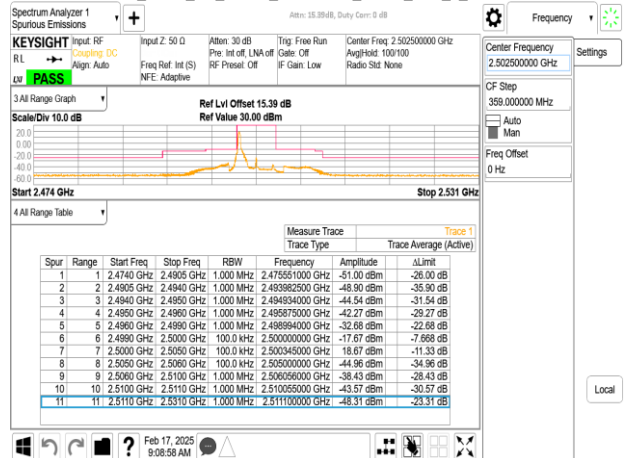 Spectrum Analyzer 1
Spurious Emissions
Attn: 15.39dB, Duty Corr: 0 dB
Frequency
KEYSIGHT
RL
LXI
PASS
Input: RF
Coupling: DC
Align: Auto
Input Z: 50 Ω
Freq Ref: Int (S)
NFE: Adaptive
Atten: 30 dB
Pre: Int off, LNA off
RF Preset: Off
Trig: Free Run
Gate: Off
IF Gain: Low
Center Freq: 2.502500000 GHz
Avg|Hold: 100/100
Radio Std: None
Center Frequency
2.502500000 GHz
Settings
CF Step
359.000000 MHz
Auto
Man
Freq Offset
0 Hz
3 All Range Graph
Scale/Div 10.0 dB
Ref Lvl Offset 15.39 dB
Ref Value 30.00 dBm
20.0
0.00
-20.0
-40.0
-60.0
Start 2.474 GHz
Stop 2.531 GHz
4 All Range Table
Measure Trace Trace 1
Trace Type Trace Average (Active)
Spur Range Start Freq Stop Freq RBW Frequency Amplitude ΔLimit
1 1 2.4740 GHz 2.4905 GHz 1.000 MHz 2.475551000 GHz -51.00 dBm -26.00 dB
2 2 2.4905 GHz 2.4940 GHz 1.000 MHz 2.493982500 GHz -48.90 dBm -35.90 dB
3 3 2.4940 GHz 2.4950 GHz 1.000 MHz 2.494934000 GHz -44.54 dBm -31.54 dB
4 4 2.4950 GHz 2.4960 GHz 1.000 MHz 2.495875000 GHz -42.27 dBm -29.27 dB
5 5 2.4960 GHz 2.4990 GHz 1.000 MHz 2.498994000 GHz -32.68 dBm -22.68 dB
6 6 2.4990 GHz 2.5000 GHz 100.0 kHz 2.500000000 GHz -17.67 dBm -7.668 dB
7 7 2.5000 GHz 2.5050 GHz 100.0 kHz 2.500345000 GHz 18.67 dBm -11.33 dB
8 8 2.5050 GHz 2.5060 GHz 100.0 kHz 2.505000000 GHz -44.96 dBm -34.96 dB
9 9 2.5060 GHz 2.5100 GHz 1.000 MHz 2.506056000 GHz -38.43 dBm -28.43 dB
10 10 2.5100 GHz 2.5110 GHz 1.000 MHz 2.510055000 GHz -43.57 dBm -30.57 dB
11 11 2.5110 GHz 2.5310 GHz 1.000 MHz 2.511100000 GHz -48.31 dBm -23.31 dB
Local
?
Feb 17, 2025
9:08:58 AM